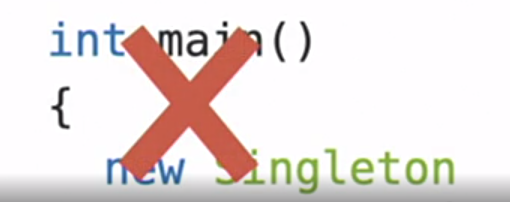 int main()
{
new Singleton